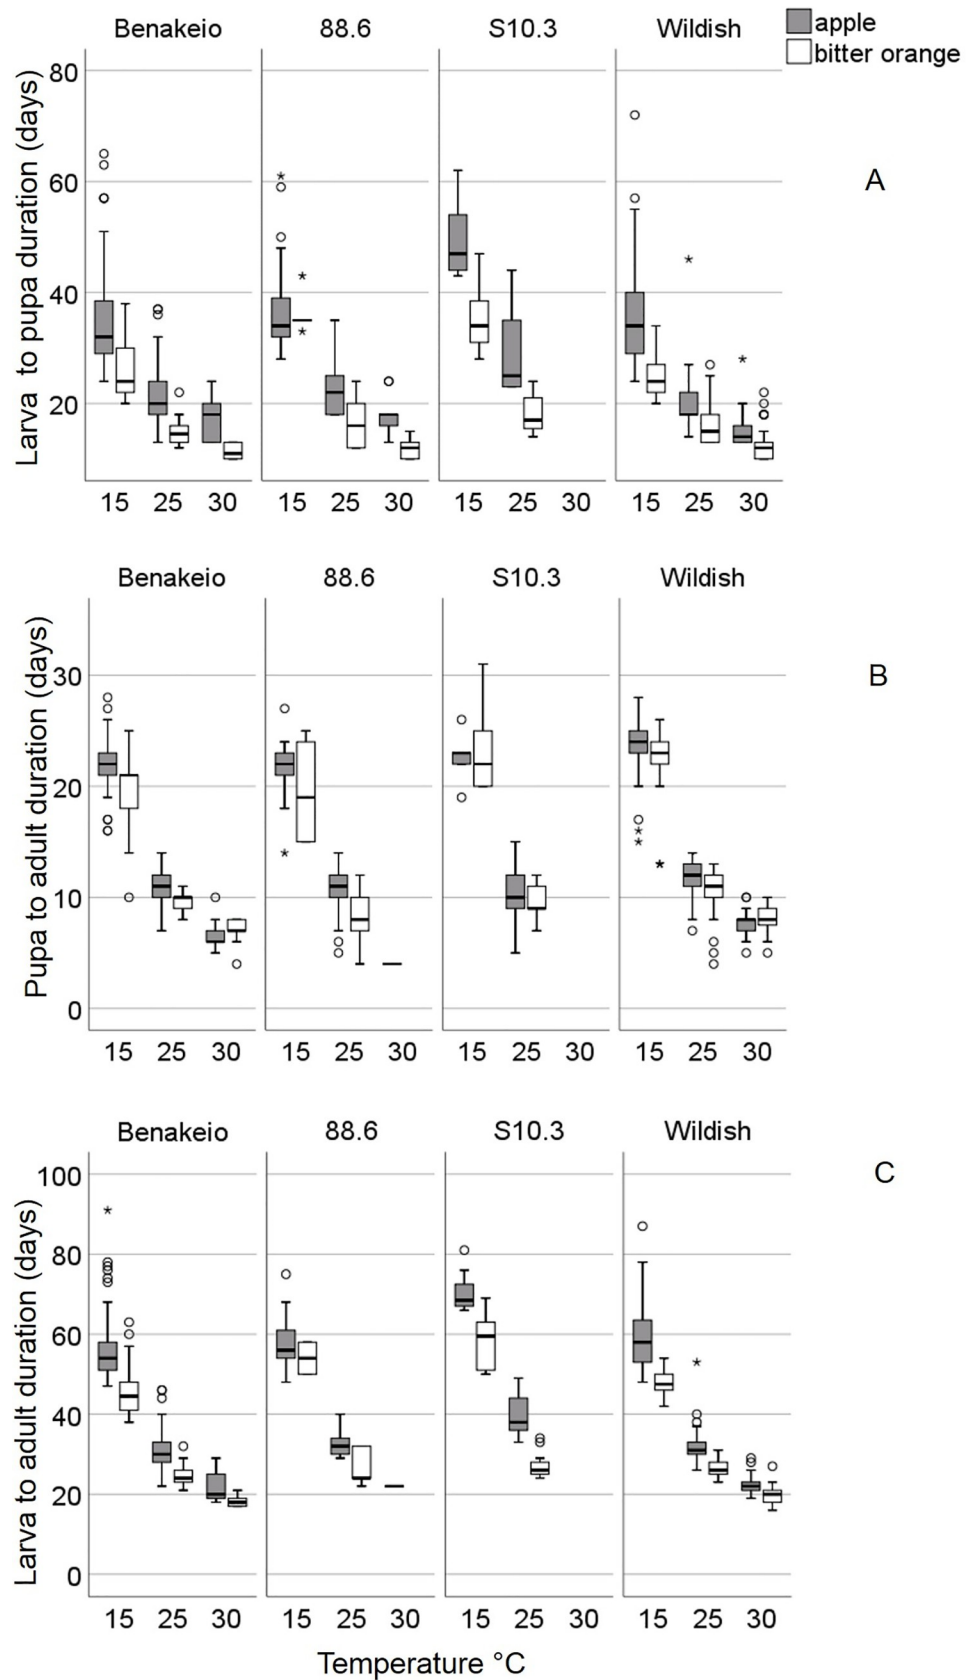 Benakeio 88.6 S10.3 Wildish
apple
bitter orange
Larva to pupa duration (days)
80
60
40
20
A
15 25 30 15 25 30 15 25 30 15 25 30
Benakeio 88.6 S10.3 Wildish
Pupa to adult duration (days)
30
20
10
0
B
15 25 30 15 25 30 15 25 30 15 25 30
Benakeio 88.6 S10.3 Wildish
Larva to adult duration (days)
100
80
60
40
20
0
C
15 25 30 15 25 30 15 25 30 15 25 30
Temperature °C